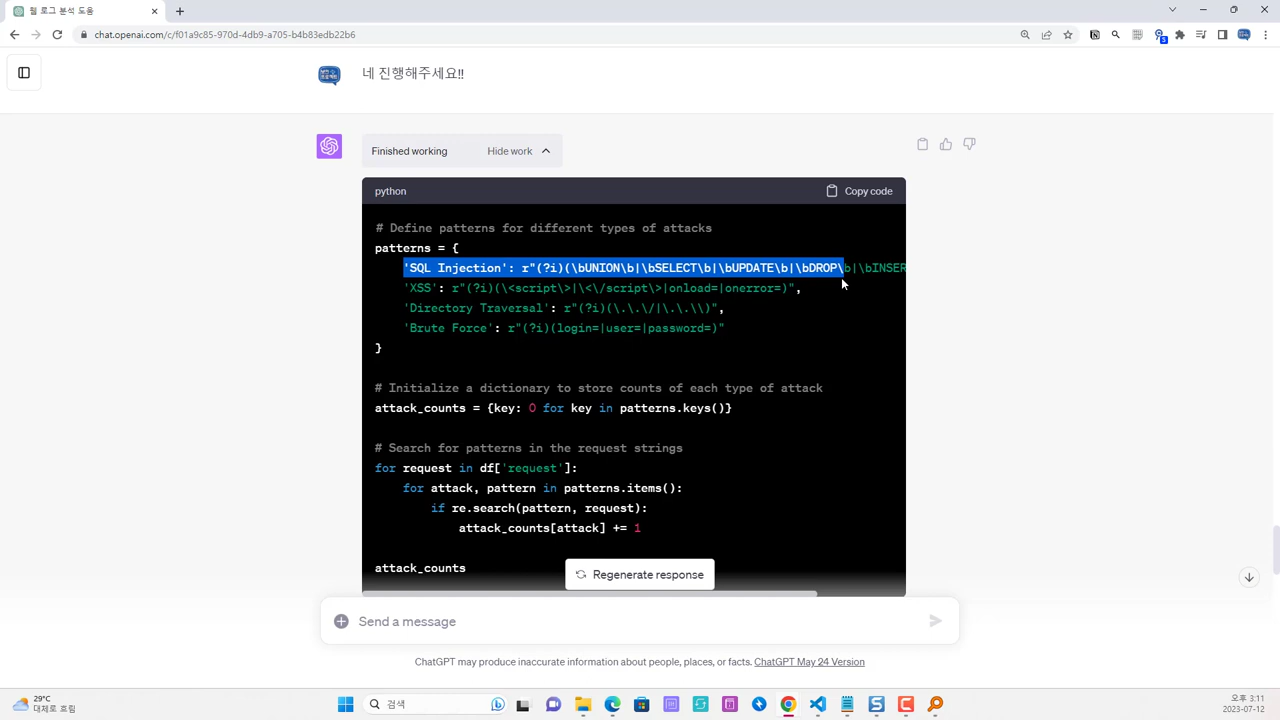 웹 로그 분석 도움
chat.openai.com/c/f01a9c85-970d-4db9-a705-b4b83edb22b6
5
네 진행해주세요!!
Finished working Hide work
python Copy code
# Define patterns for different types of attacks
patterns = {
'SQL Injection': r"(?i)(\bUNION\b|\bSELECT\b|\bUPDATE\b|\bDROP\b|\bINSER
'XSS': r"(?i)(\<script\>|\<\/script\>|onload=|onerror=)",
'Directory Traversal': r"(?i)(\.\.\/|\.\.\\)",
'Brute Force': r"(?i)(login=|user=|password=)"
}
# Initialize a dictionary to store counts of each type of attack
attack_counts = {key: 0 for key in patterns.keys()}
# Search for patterns in the request strings
for request in df['request']:
for attack, pattern in patterns.items():
if re.search(pattern, request):
attack_counts[attack] += 1
attack_counts
Regenerate response
Send a message
ChatGPT may produce inaccurate information about people, places, or facts. ChatGPT May 24 Version
29°C
대체로 흐림
검색
오후 3:11
2023-07-12